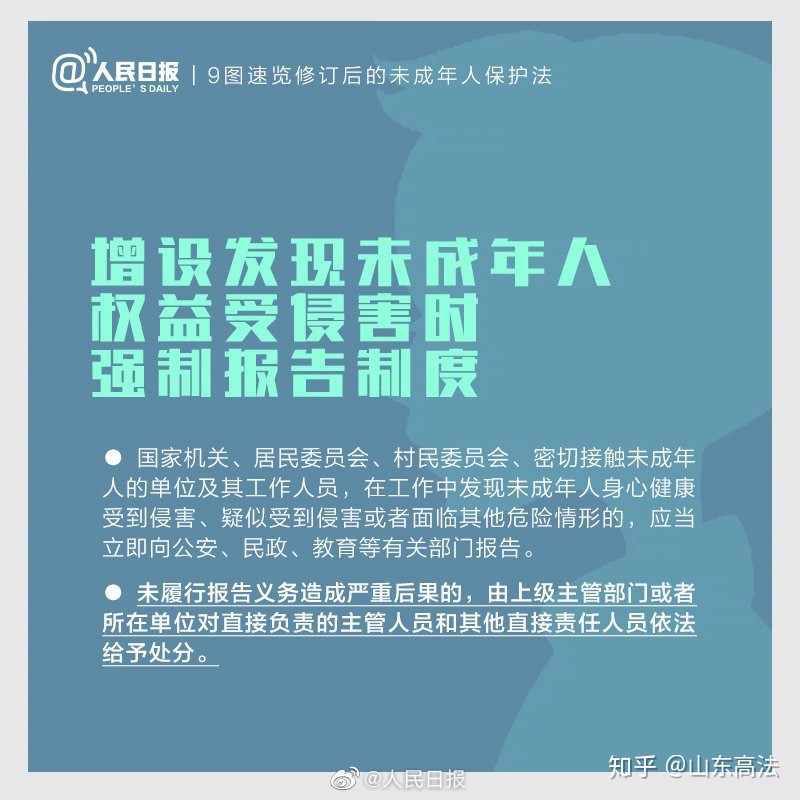 @人民日报 | 9图速览修订后的未成年人保护法
PEOPLE'S DAILY
增设发现未成年人
权益受侵害时
强制报告制度
● 国家机关、居民委员会、村民委员会、密切接触未成年
人的单位及其工作人员，在工作中发现未成年人身心健康
受到侵害、疑似受到侵害或者面临其他危险情形的，应当
立即向公安、民政、教育等有关部门报告。
● 未履行报告义务造成严重后果的，由上级主管部门或者
所在单位对直接负责的主管人员和其他直接责任人员依法
给予处分。
知乎 @山东高法
@人民日报